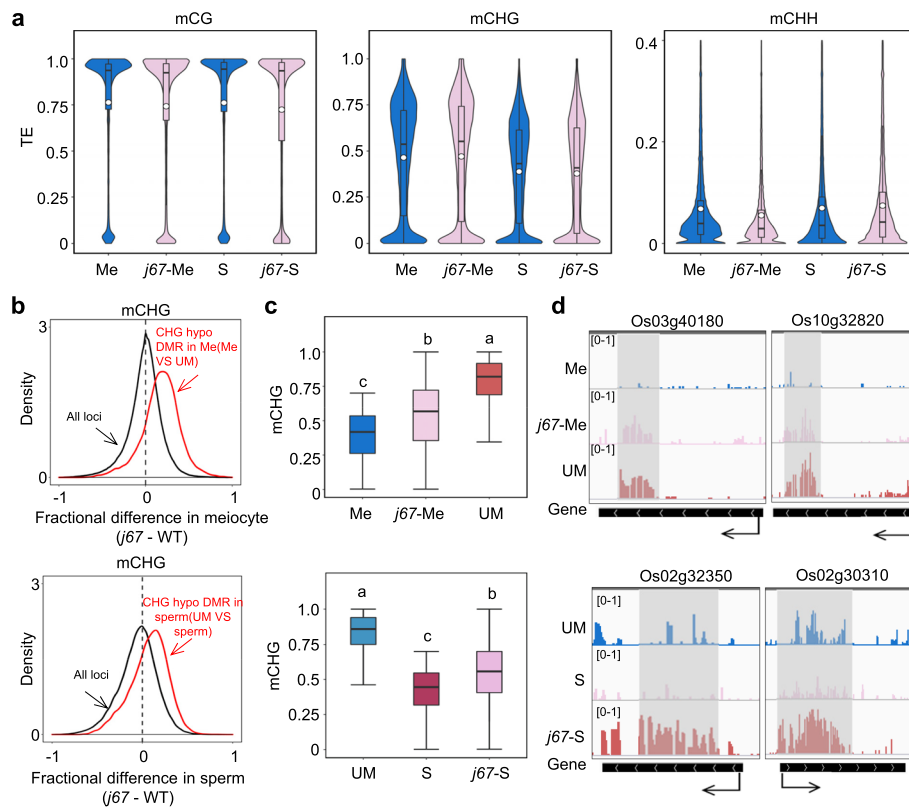 a
mCG
mCHG
mCHH
TE
1
0.75
0.5
0.25
0
1
0.75
0.5
0.25
0
0.4
0.2
0
Me
j67-Me
S
j67-S
Me
j67-Me
S
j67-S
Me
j67-Me
S
j67-S
b
mCHG
3
0
Density
CHG hypo
DMR in Me(Me
VS UM)
All loci
-1
0
1
Fractional difference in meiocyte
(j67 - WT)
mCHG
3
0
Density
CHG hypo DMR in
sperm(UM VS
sperm)
All loci
-1
0
1
Fractional difference in sperm
(j67 - WT)
c
mCHG
1.0
0.75
0.5
0.25
0
c
b
a
Me
j67-Me
UM
mCHG
1.0
0.75
0.5
0.25
0
a
c
b
UM
S
j67-S
d
Os03g40180
Os10g32820
[0-1]
Me
[0-1]
j67-Me
[0-1]
UM
Gene
Os02g32350
Os02g30310
[0-1]
UM
[0-1]
S
[0-1]
j67-S
Gene